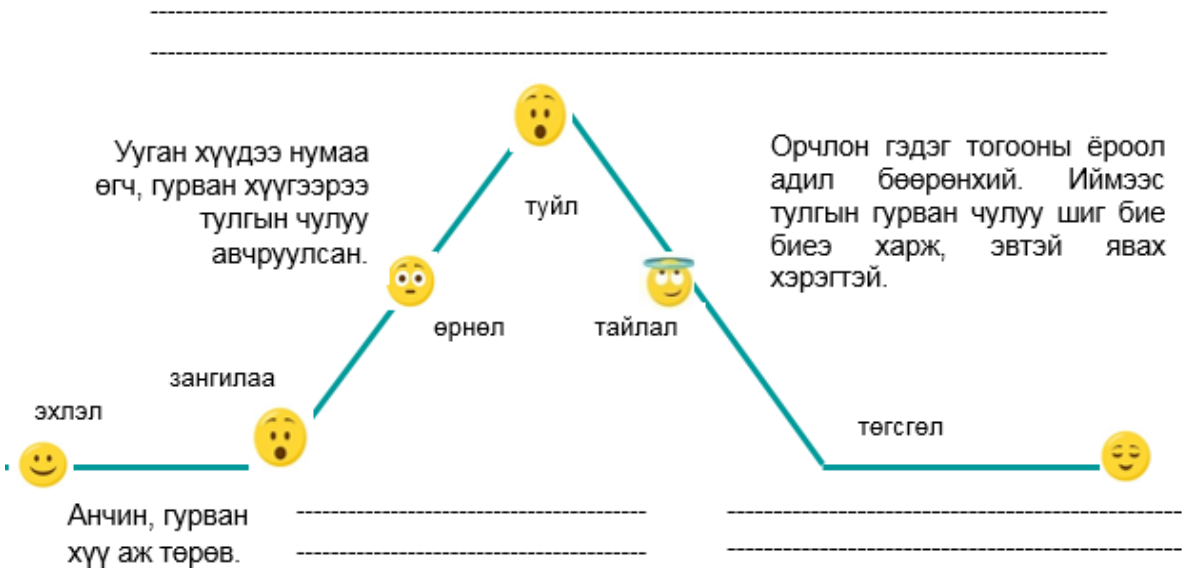 Ууган хүүдээ нумаа
өгч, гурван хүүгээрээ
тулгын чулуу
авчруулсан.
туйл
Орчлон гэдэг тогооны ёроол
адил бөөрөнхий. Иймээс
тулгын гурван чулуу шиг бие
биеэ харж, эвтэй явах
хэрэгтэй.
өрнөл
тайлал
зангилаа
эхлэл
төгсгөл
Анчин, гурван
хүү аж төрөв.